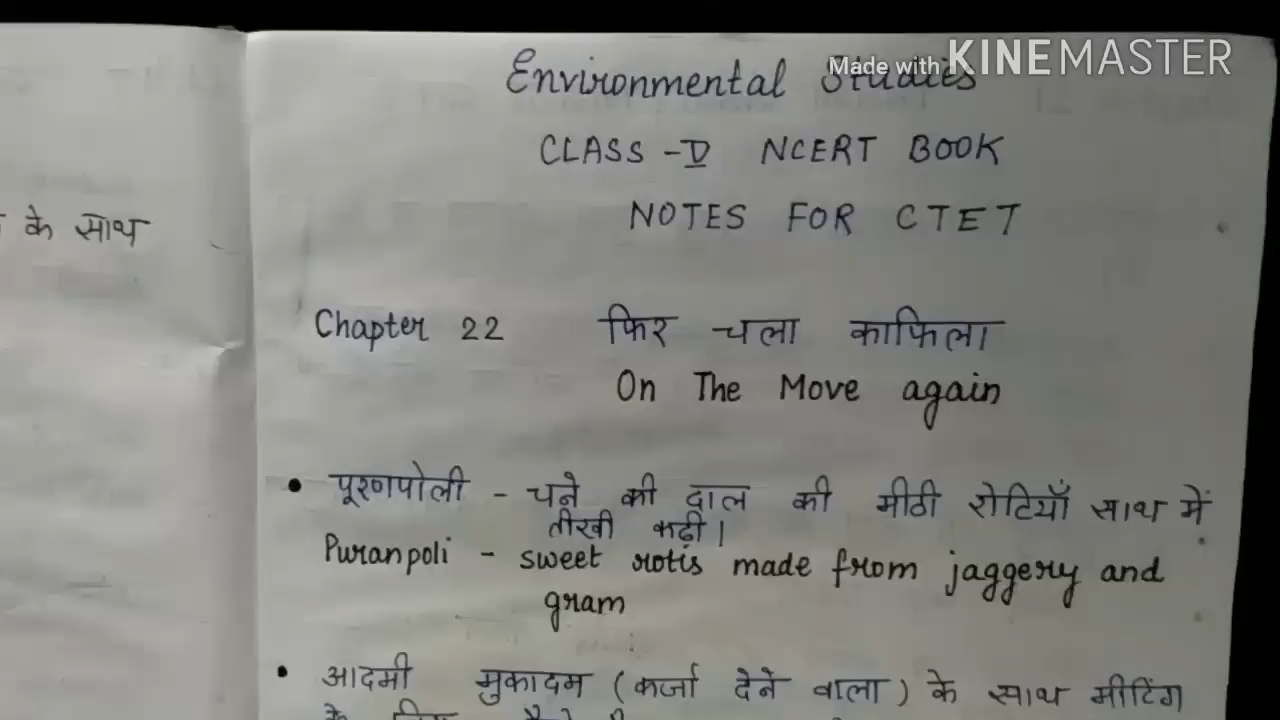 Made with KINEMASTER
Environmental Studies
CLASS - V NCERT BOOK
NOTES FOR CTET
के साथ
Chapter 22 फिर चला काफिला
On The Move again
• पूरणपोली - चने की दाल की मीठी रोटियाँ साथ में
तीखी कढ़ी।
Puranpoli - sweet rotis made from jaggery and
gram
• आदमी मुकादम (कर्जा देने वाला) के साथ मीटिंग
के लिए